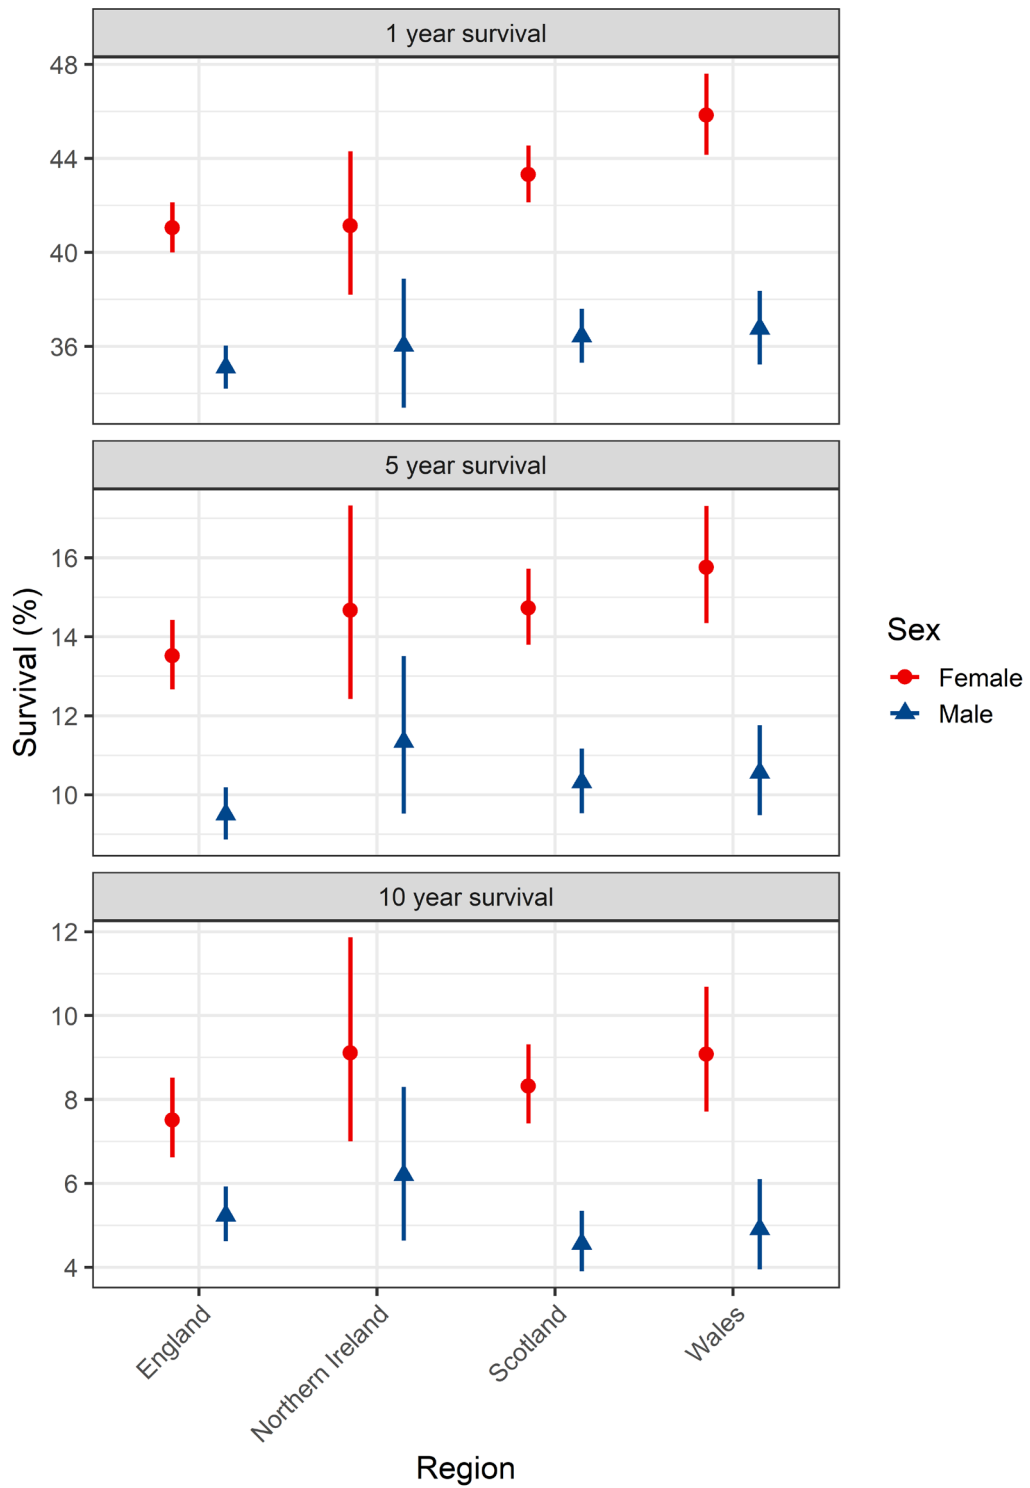 1 year survival
48
44
40
36
5 year survival
16
14
12
10
Survival (%)
10 year survival
12
10
8
6
4
England
Northern Ireland
Scotland
Wales
Region
Sex
Female
Male